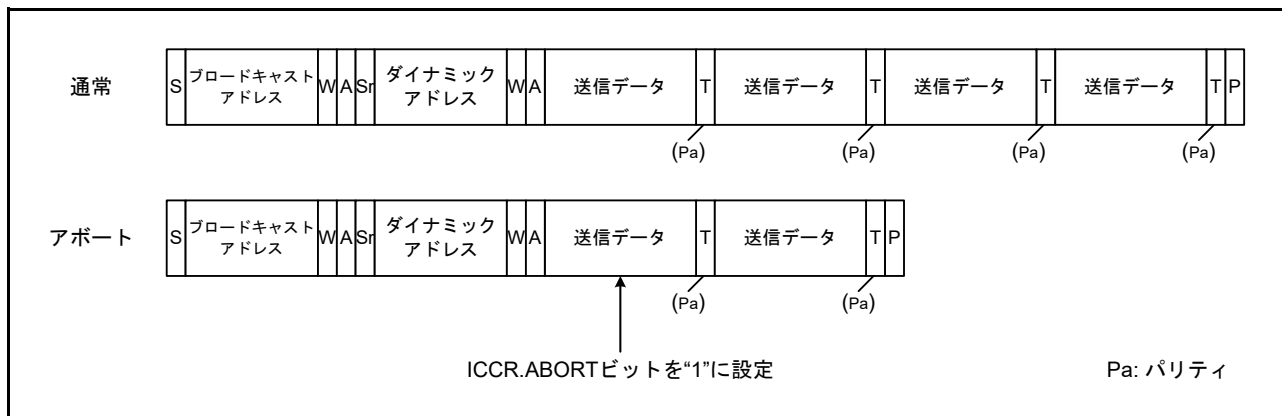 通常
S
ブロードキャスト
アドレス
W
A
Sr
ダイナミック
アドレス
W
A
送信データ
T
送信データ
T
送信データ
T
送信データ
T
P
(Pa)
(Pa)
(Pa)
(Pa)
アボート
S
ブロードキャスト
アドレス
W
A
Sr
ダイナミック
アドレス
W
A
送信データ
T
送信データ
T
P
(Pa)
(Pa)
ICCR.ABORTビットを“1”に設定
Pa: パリティ